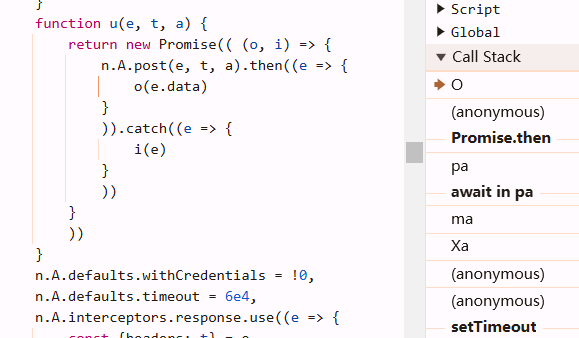 }
function u(e, t, a) {
return new Promise(( (o, i) => {
n.A.post(e, t, a).then((e => {
o(e.data)
}
)).catch((e => {
i(e)
}
))
}
))
}
n.A.defaults.withCredentials = !0,
n.A.defaults.timeout = 6e4,
n.A.interceptors.response.use((e => {
const {headers: t} = e
Script
Global
Call Stack
O
(anonymous)
Promise.then
pa
await in pa
ma
Xa
(anonymous)
(anonymous)
setTimeout